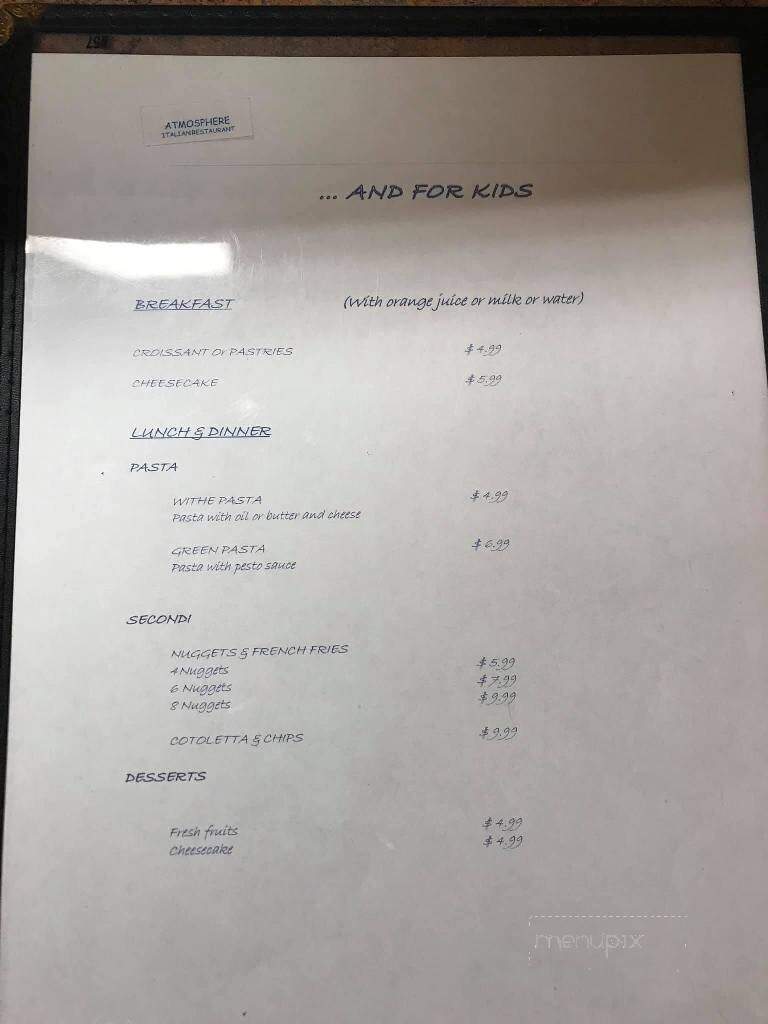 ATMOSPHERE
ITALIAN RESTAURANT
... AND FOR KIDS
BREAKFAST (With orange juice or milk or water)
CROISSANT Or PASTRIES $ 4.99
CHEESECAKE $ 5.99
LUNCH & DINNER
PASTA
WITHE PASTA $ 4.99
Pasta with oil or butter and cheese
GREEN PASTA $ 6.99
Pasta with pesto sauce
SECONDI
NUGGETS & FRENCH FRIES
4 Nuggets $ 5.99
6 Nuggets $ 7.99
8 Nuggets $ 9.99
COTOLETTA & CHIPS $ 9.99
DESSERTS
Fresh fruits $ 4.99
Cheesecake $ 4.99
menupix